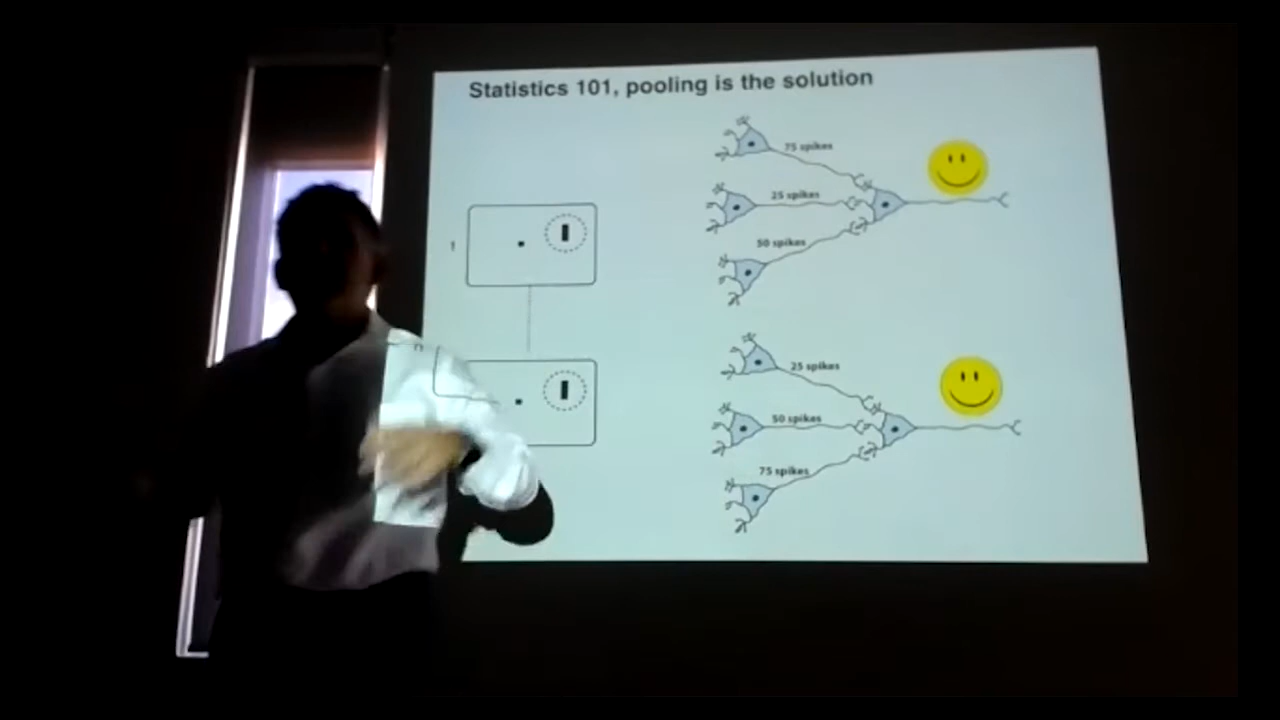 Statistics 101, pooling is the solution
75 spikes
25 spikes
50 spikes
1
n
25 spikes
50 spikes
75 spikes